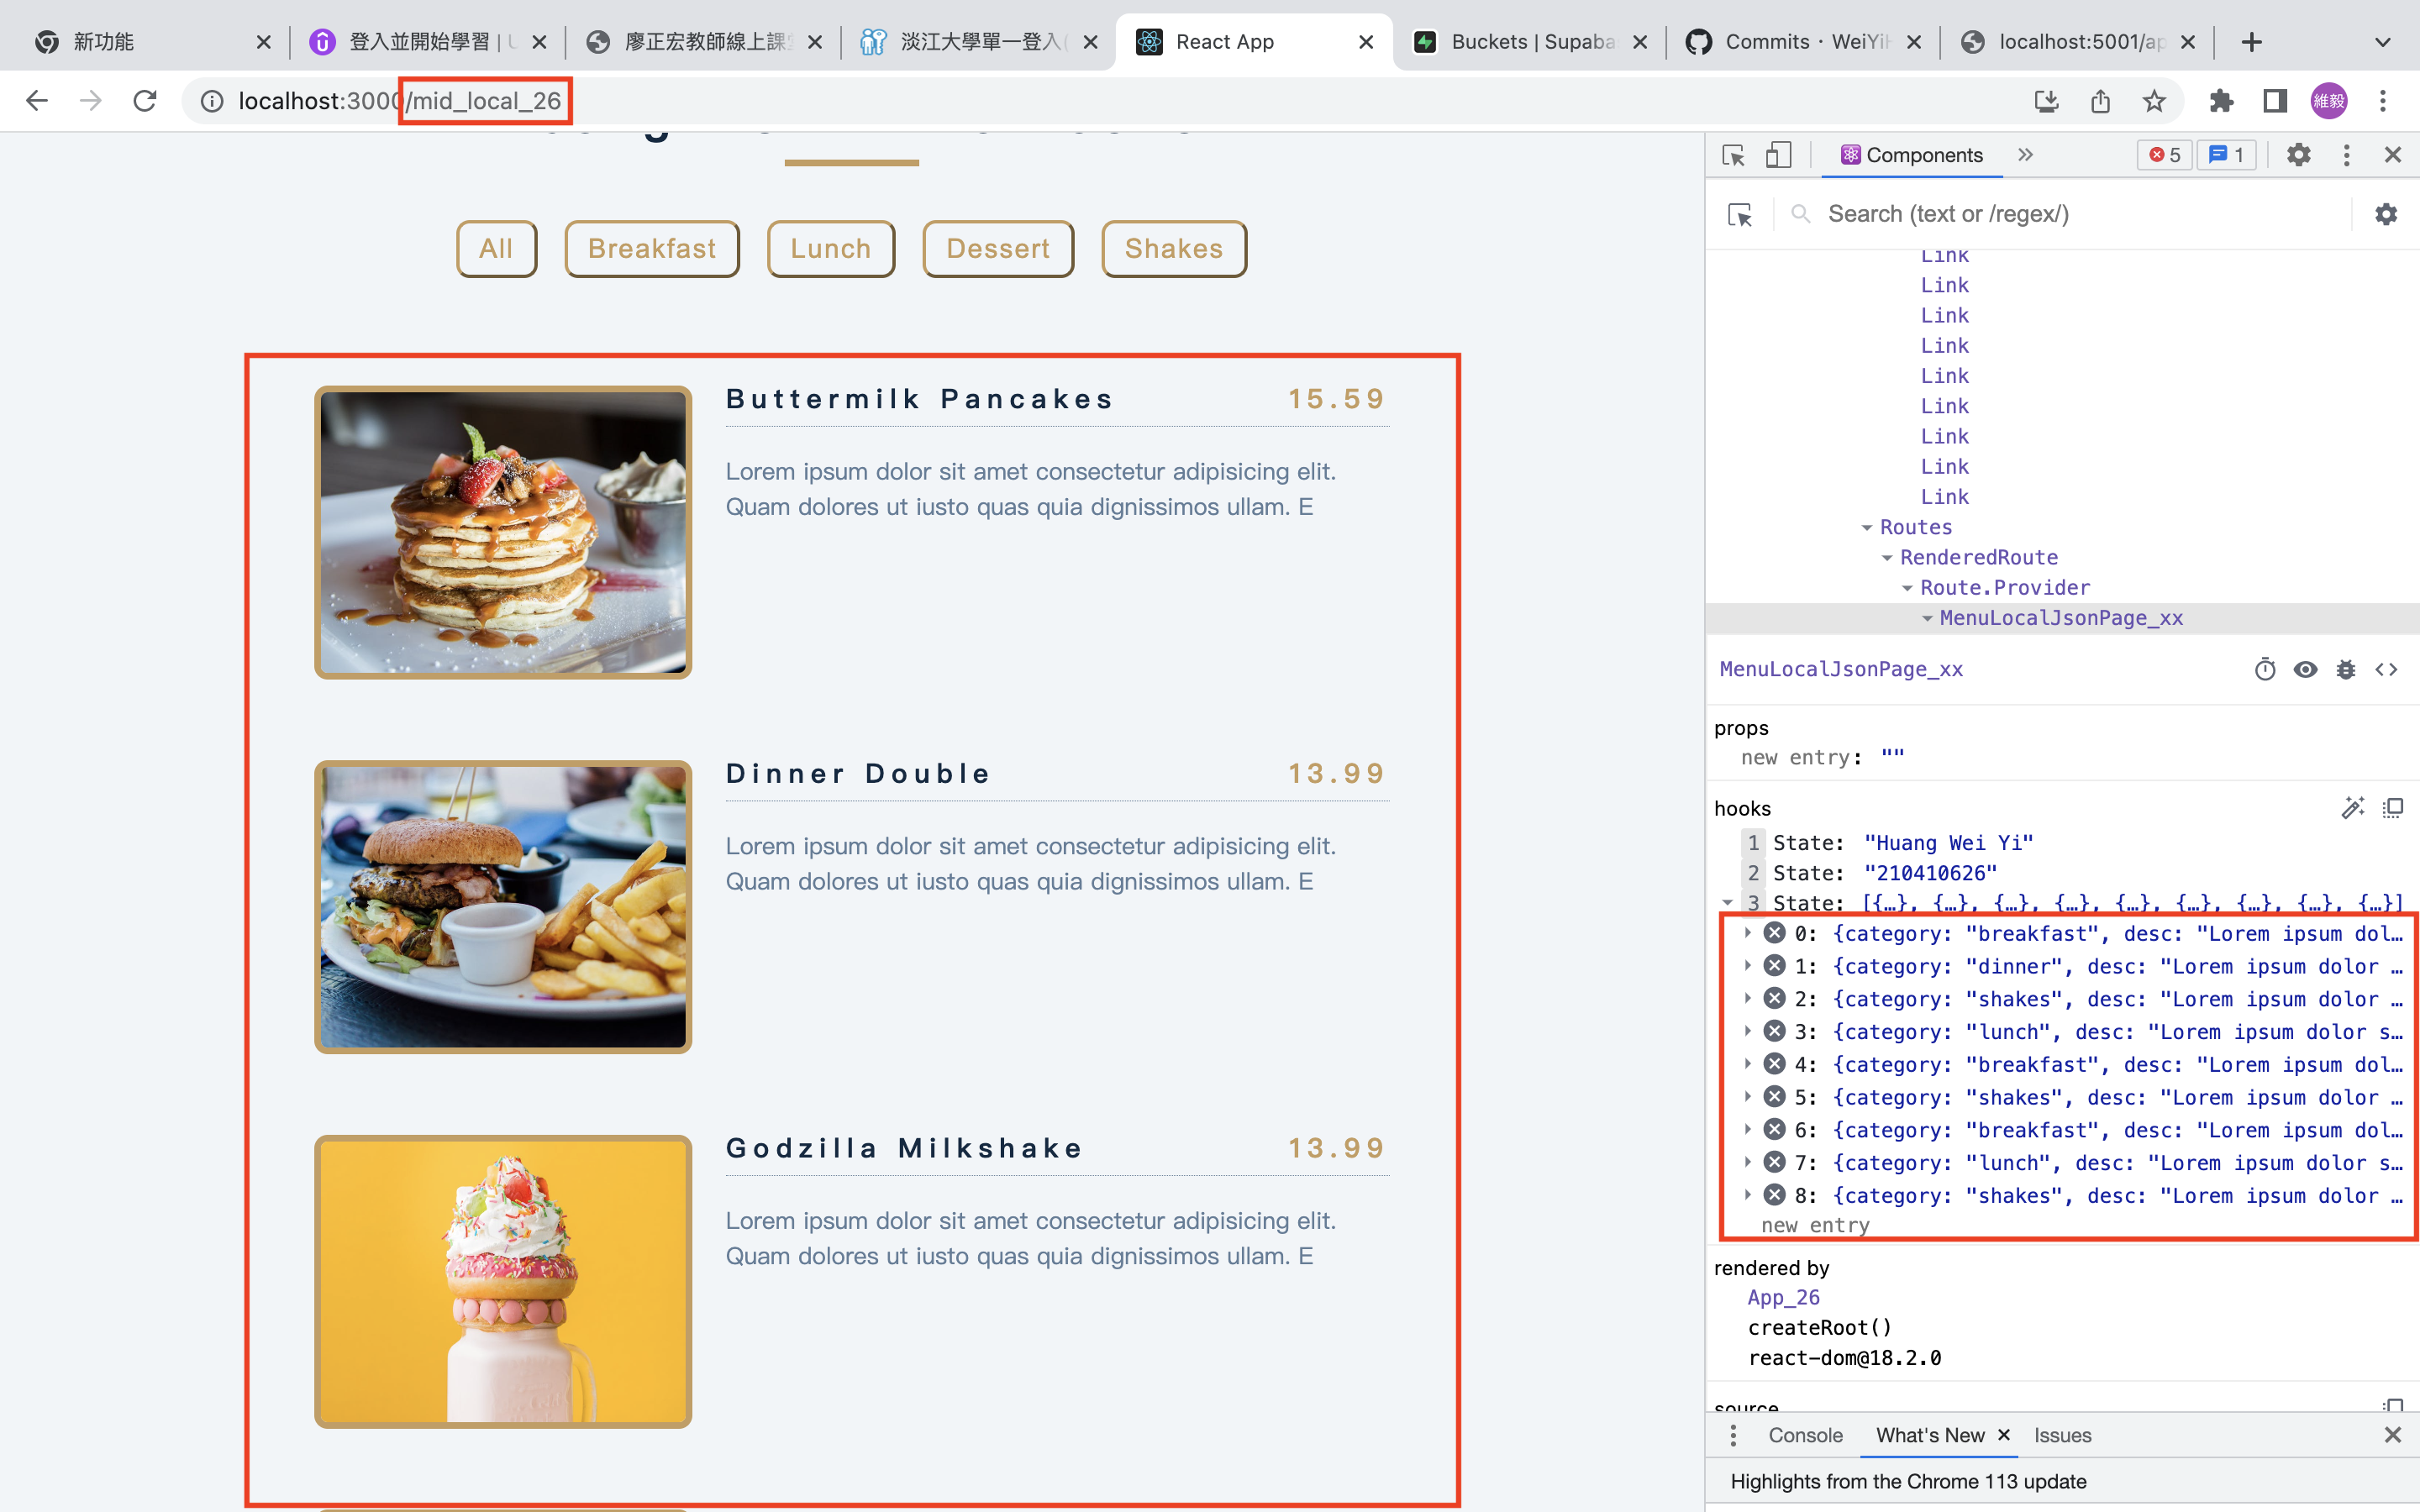 新功能
登入並開始學習 | U
廖正宏教師線上課
淡江大學單一登入(
React App
Buckets | Supaba
Commits · WeiYiH
localhost:5001/ap
localhost:3000/mid_local_26
維毅
All
Breakfast
Lunch
Dessert
Shakes
Buttermilk Pancakes 15.59
Lorem ipsum dolor sit amet consectetur adipisicing elit.
Quam dolores ut iusto quas quia dignissimos ullam. E
Dinner Double 13.99
Lorem ipsum dolor sit amet consectetur adipisicing elit.
Quam dolores ut iusto quas quia dignissimos ullam. E
Godzilla Milkshake 13.99
Lorem ipsum dolor sit amet consectetur adipisicing elit.
Quam dolores ut iusto quas quia dignissimos ullam. E
Components
5
1
Search (text or /regex/)
Link
Link
Link
Link
Link
Link
Link
Link
Link
Routes
RenderedRoute
Route.Provider
MenuLocalJsonPage_xx
MenuLocalJsonPage_xx
props
new entry: ""
hooks
1 State: "Huang Wei Yi"
2 State: "210410626"
3 State: [{…}, {…}, {…}, {…}, {…}, {…}, {…}, {…}, {…}]
0: {category: "breakfast", desc: "Lorem ipsum dol…
1: {category: "dinner", desc: "Lorem ipsum dolor …
2: {category: "shakes", desc: "Lorem ipsum dolor …
3: {category: "lunch", desc: "Lorem ipsum dolor s…
4: {category: "breakfast", desc: "Lorem ipsum dol…
5: {category: "shakes", desc: "Lorem ipsum dolor …
6: {category: "breakfast", desc: "Lorem ipsum dol…
7: {category: "lunch", desc: "Lorem ipsum dolor s…
8: {category: "shakes", desc: "Lorem ipsum dolor …
new entry
rendered by
App_26
createRoot()
react-dom@18.2.0
source
Console
What's New
Issues
Highlights from the Chrome 113 update